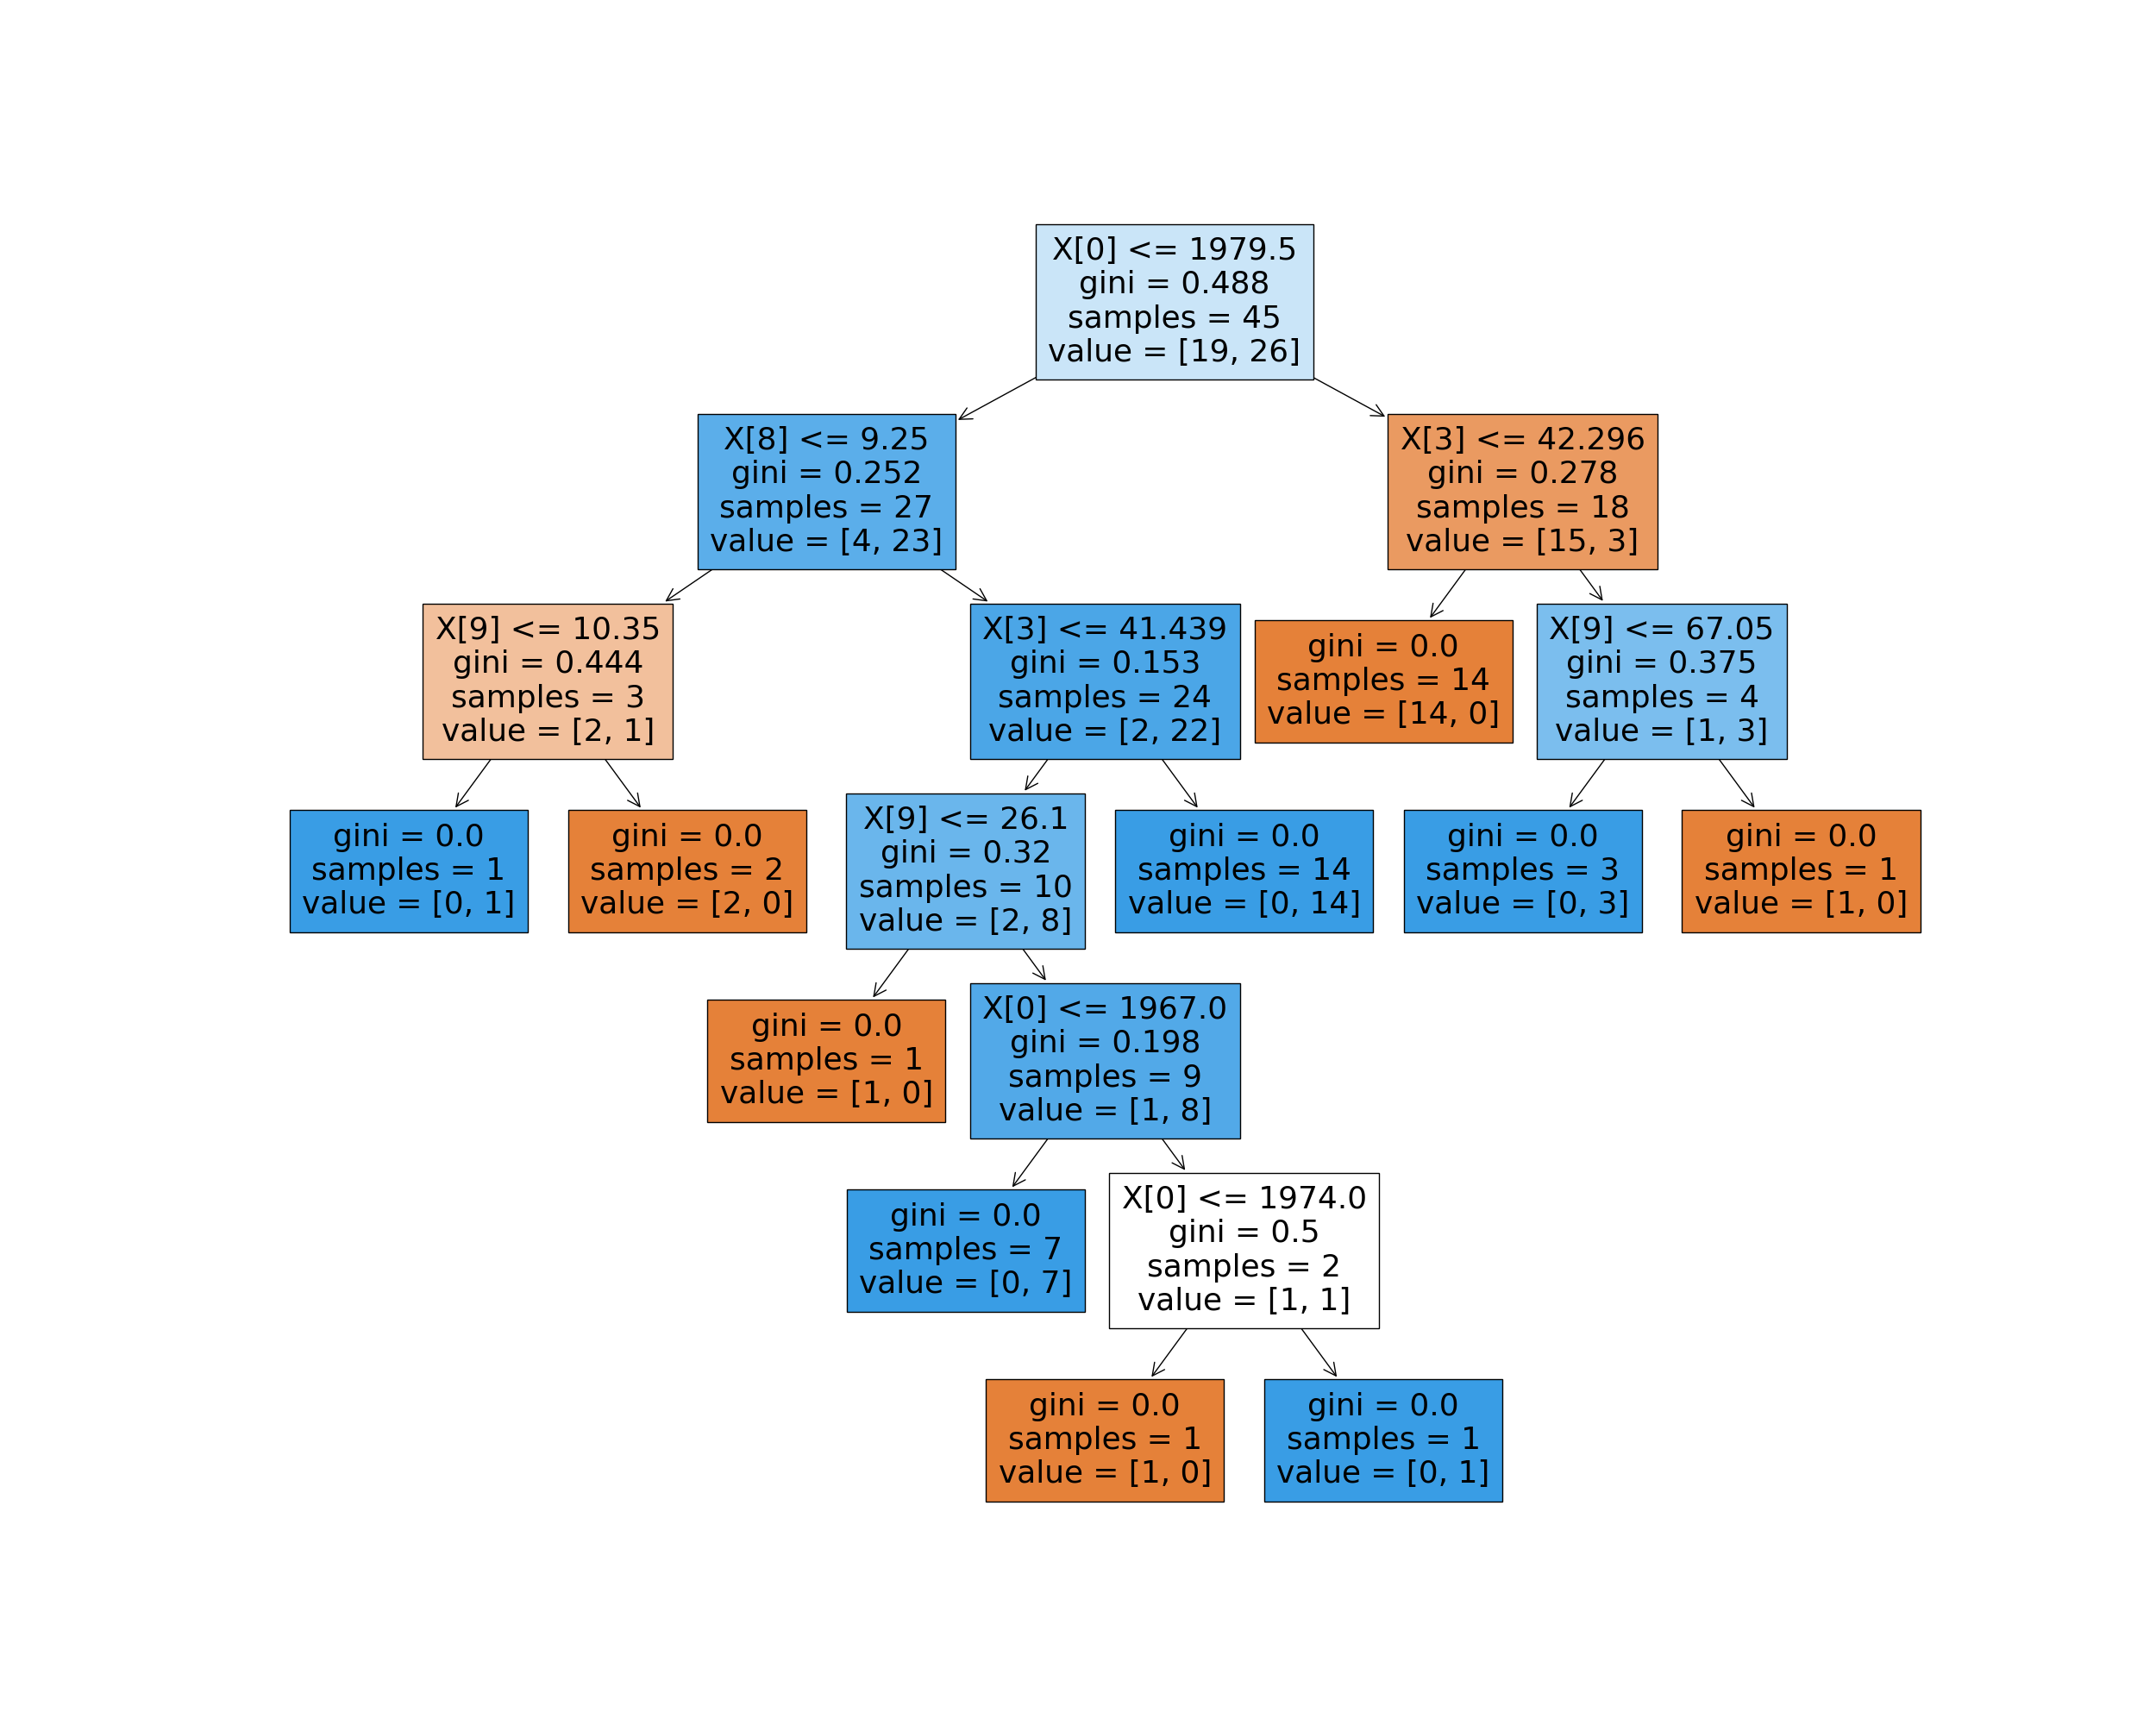 X[0] <= 1979.5
gini = 0.488
samples = 45
value = [19, 26]
X[8] <= 9.25
gini = 0.252
samples = 27
value = [4, 23]
X[3] <= 42.296
gini = 0.278
samples = 18
value = [15, 3]
X[9] <= 10.35
gini = 0.444
samples = 3
value = [2, 1]
X[3] <= 41.439
gini = 0.153
samples = 24
value = [2, 22]
gini = 0.0
samples = 14
value = [14, 0]
X[9] <= 67.05
gini = 0.375
samples = 4
value = [1, 3]
gini = 0.0
samples = 1
value = [0, 1]
gini = 0.0
samples = 2
value = [2, 0]
X[9] <= 26.1
gini = 0.32
samples = 10
value = [2, 8]
gini = 0.0
samples = 14
value = [0, 14]
gini = 0.0
samples = 3
value = [0, 3]
gini = 0.0
samples = 1
value = [1, 0]
gini = 0.0
samples = 1
value = [1, 0]
X[0] <= 1967.0
gini = 0.198
samples = 9
value = [1, 8]
gini = 0.0
samples = 7
value = [0, 7]
X[0] <= 1974.0
gini = 0.5
samples = 2
value = [1, 1]
gini = 0.0
samples = 1
value = [1, 0]
gini = 0.0
samples = 1
value = [0, 1]